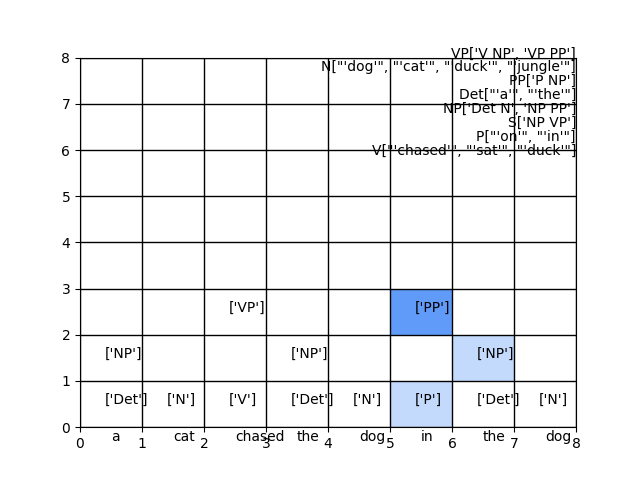 VP['V NP', 'VP PP']
8
N["'dog'", "'cat'", "'duck'", "'jungle'"]
PP['P NP']
Det["'a'", "'the'"]
7
NP['Det N', 'NP PP']
S['NP VP']
P["'on'", "'in'"]
6
V["'chased'", "'sat'", "'duck'"]
5
4
3
['VP'] ['PP']
2
['NP'] ['NP'] ['NP']
1
['Det'] ['N'] ['V'] ['Det'] ['N'] ['P'] ['Det'] ['N']
0
a cat chased the dog in the dog
0 1 2 3 4 5 6 7 8